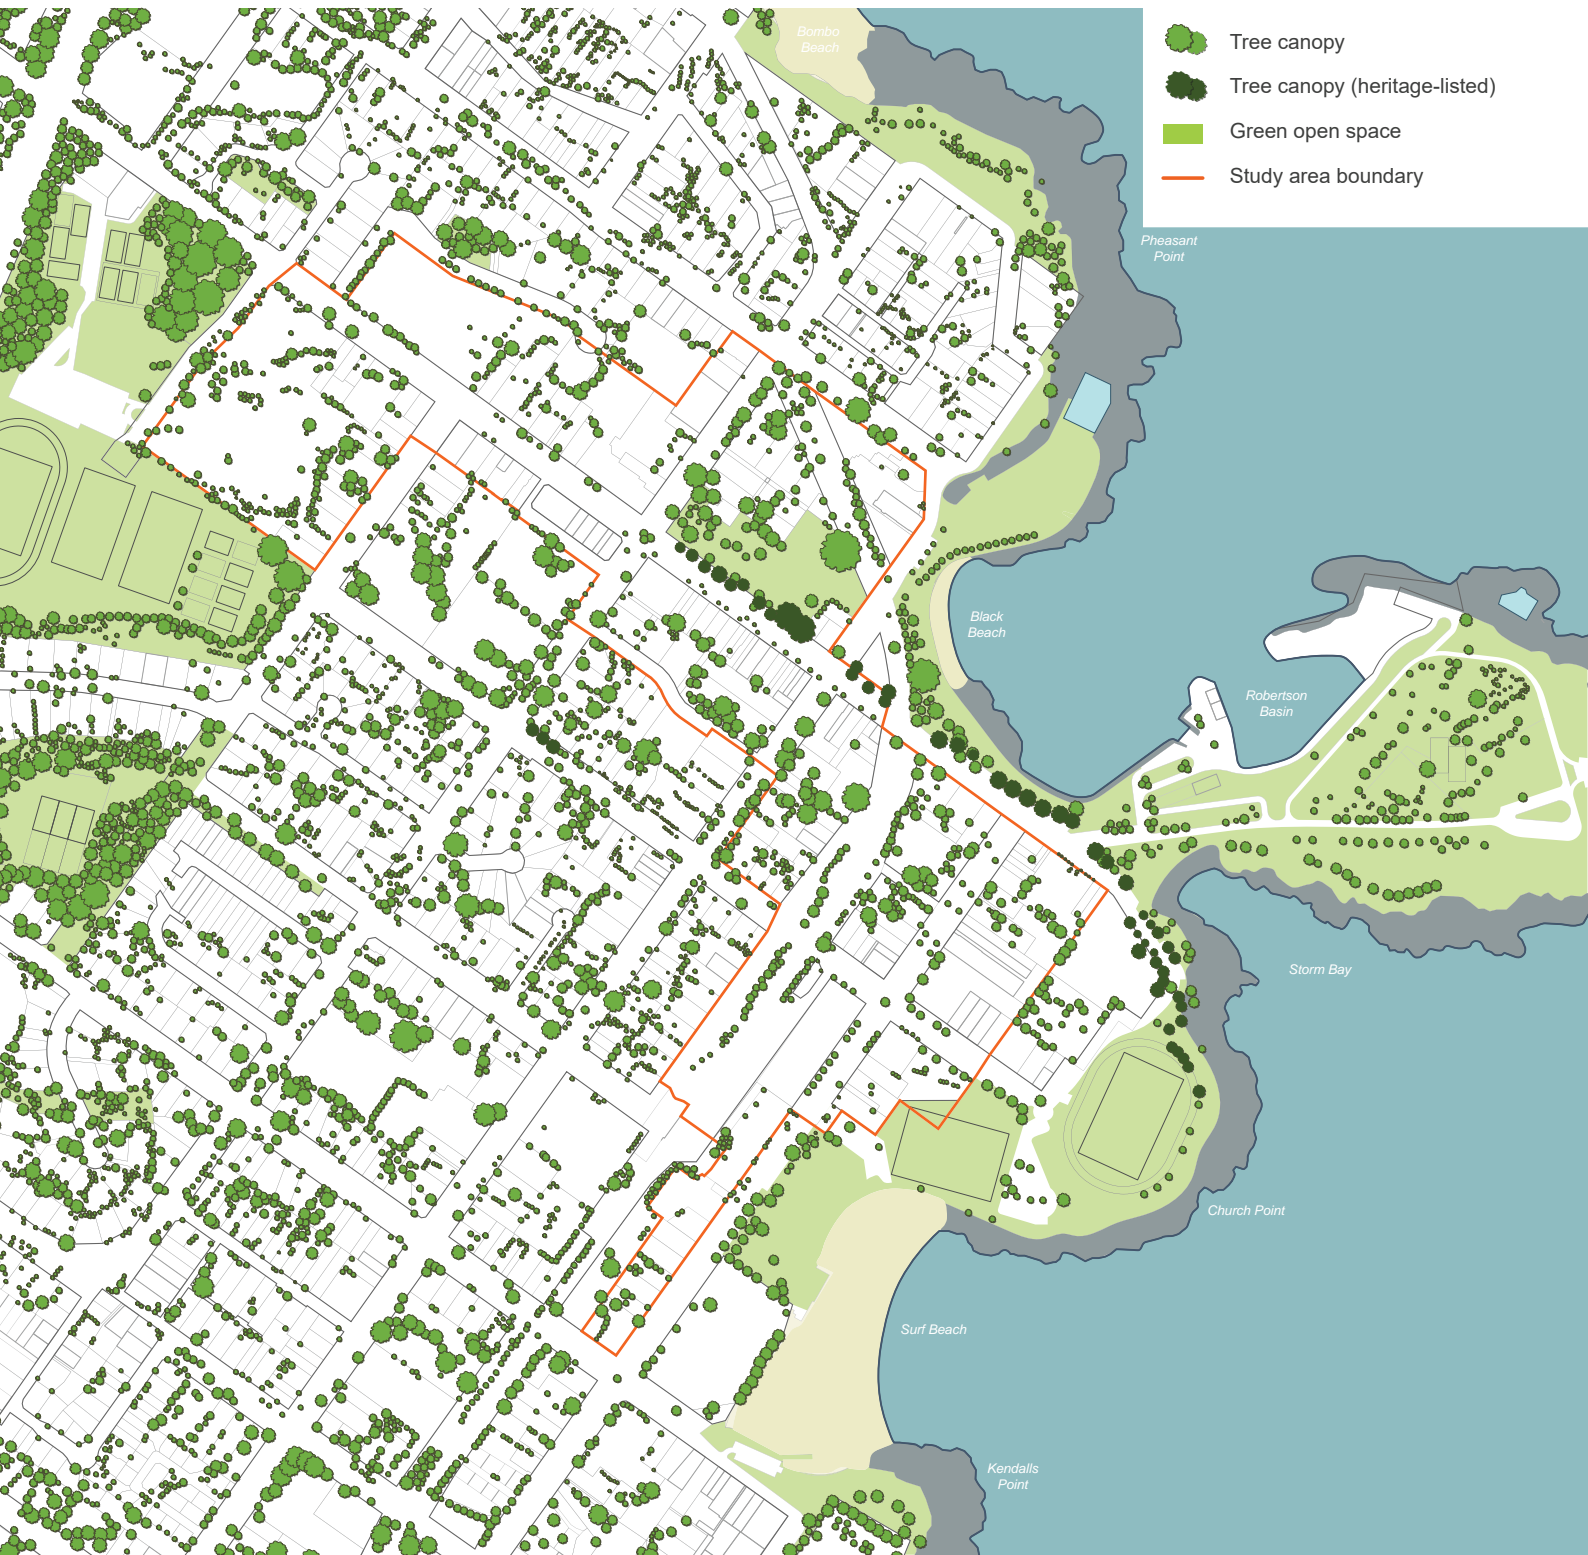 Bombo
Beach
Tree canopy
Tree canopy (heritage-listed)
Green open space
Study area boundary
Pheasant
Point
Black
Beach
Robertson
Basin
Storm Bay
Church Point
Surf Beach
Kendalls
Point